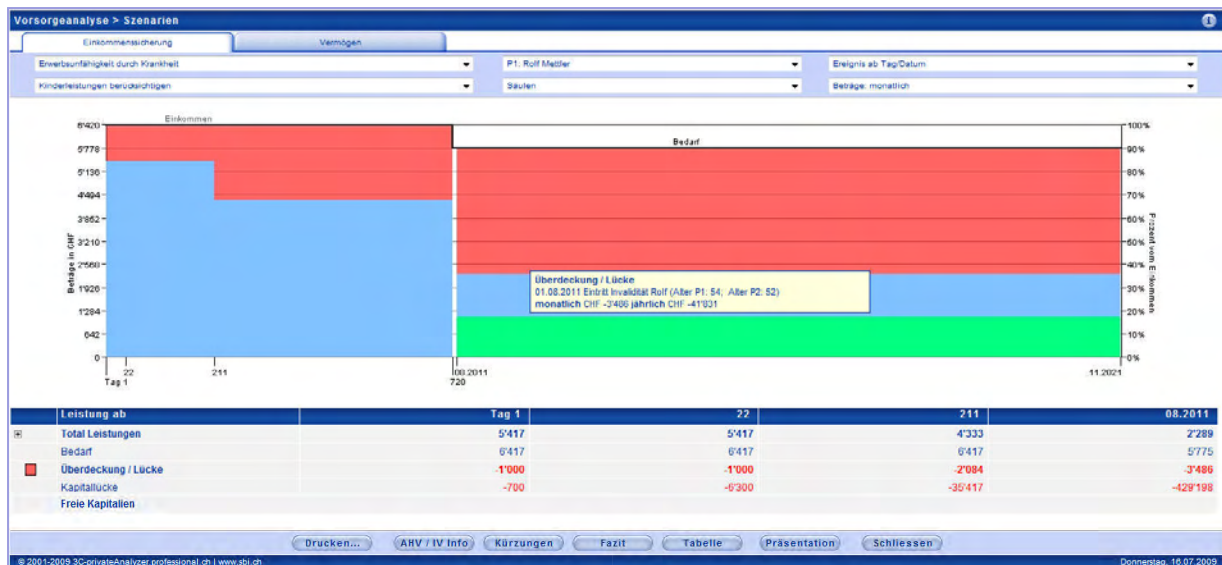 Vorsorgeanalyse > Szenarien
Einkommenssicherung Vermögen
Erwerbsunfähigkeit durch Krankheit P1: Rolf Mettler Ereignis ab Tag/Datum
Kinderleistungen berücksichtigen Säulen Beträge: monatlich
Einkommen
Bedarf
6'420
5'778
5'136
4'494
3'852
3'210
2'568
1'926
1'284
642
0
Beträge in CHF
100%
90%
80%
70%
60%
50%
40%
30%
20%
10%
0%
Prozent vom Einkommen
Überdeckung / Lücke
01.08.2011 Eintritt Invalidität Rolf (Alter P1: 54; Alter P2: 52)
monatlich CHF -3'486 jährlich CHF -41'831
22 211 08.2011 11.2021
Tag 1 720
Leistung ab Tag 1 22 211 08.2011
Total Leistungen 5'417 5'417 4'333 2'289
Bedarf 6'417 6'417 6'417 5'775
Überdeckung / Lücke -1'000 -1'000 -2'084 -3'486
Kapitallücke -700 -6'300 -35'417 -429'198
Freie Kapitalien
Drucken... AHV / IV Info Kürzungen Fazit Tabelle Präsentation Schliessen
© 2001-2009 3C-privateAnalyzer.professional.ch | www.sbi.ch Donnerstag, 16.07.2009